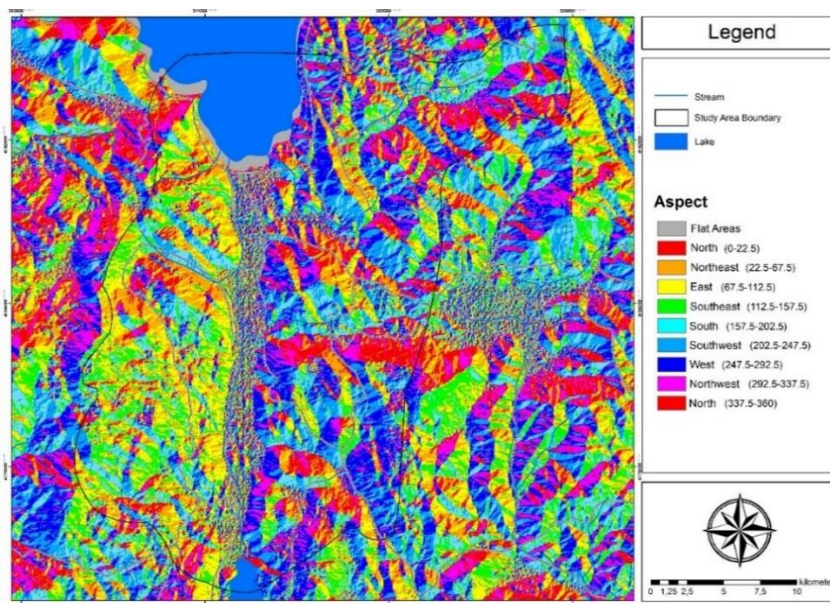 Legend
Stream
Study Area Boundary
Lake
Aspect
Flat Areas
North (0-22.5)
Northeast (22.5-67.5)
East (67.5-112.5)
Southeast (112.5-157.5)
South (157.5-202.5)
Southwest (202.5-247.5)
West (247.5-292.5)
Northwest (292.5-337.5)
North (337.5-360)
kilomete
0 1,25 2,5 5 7,5 10